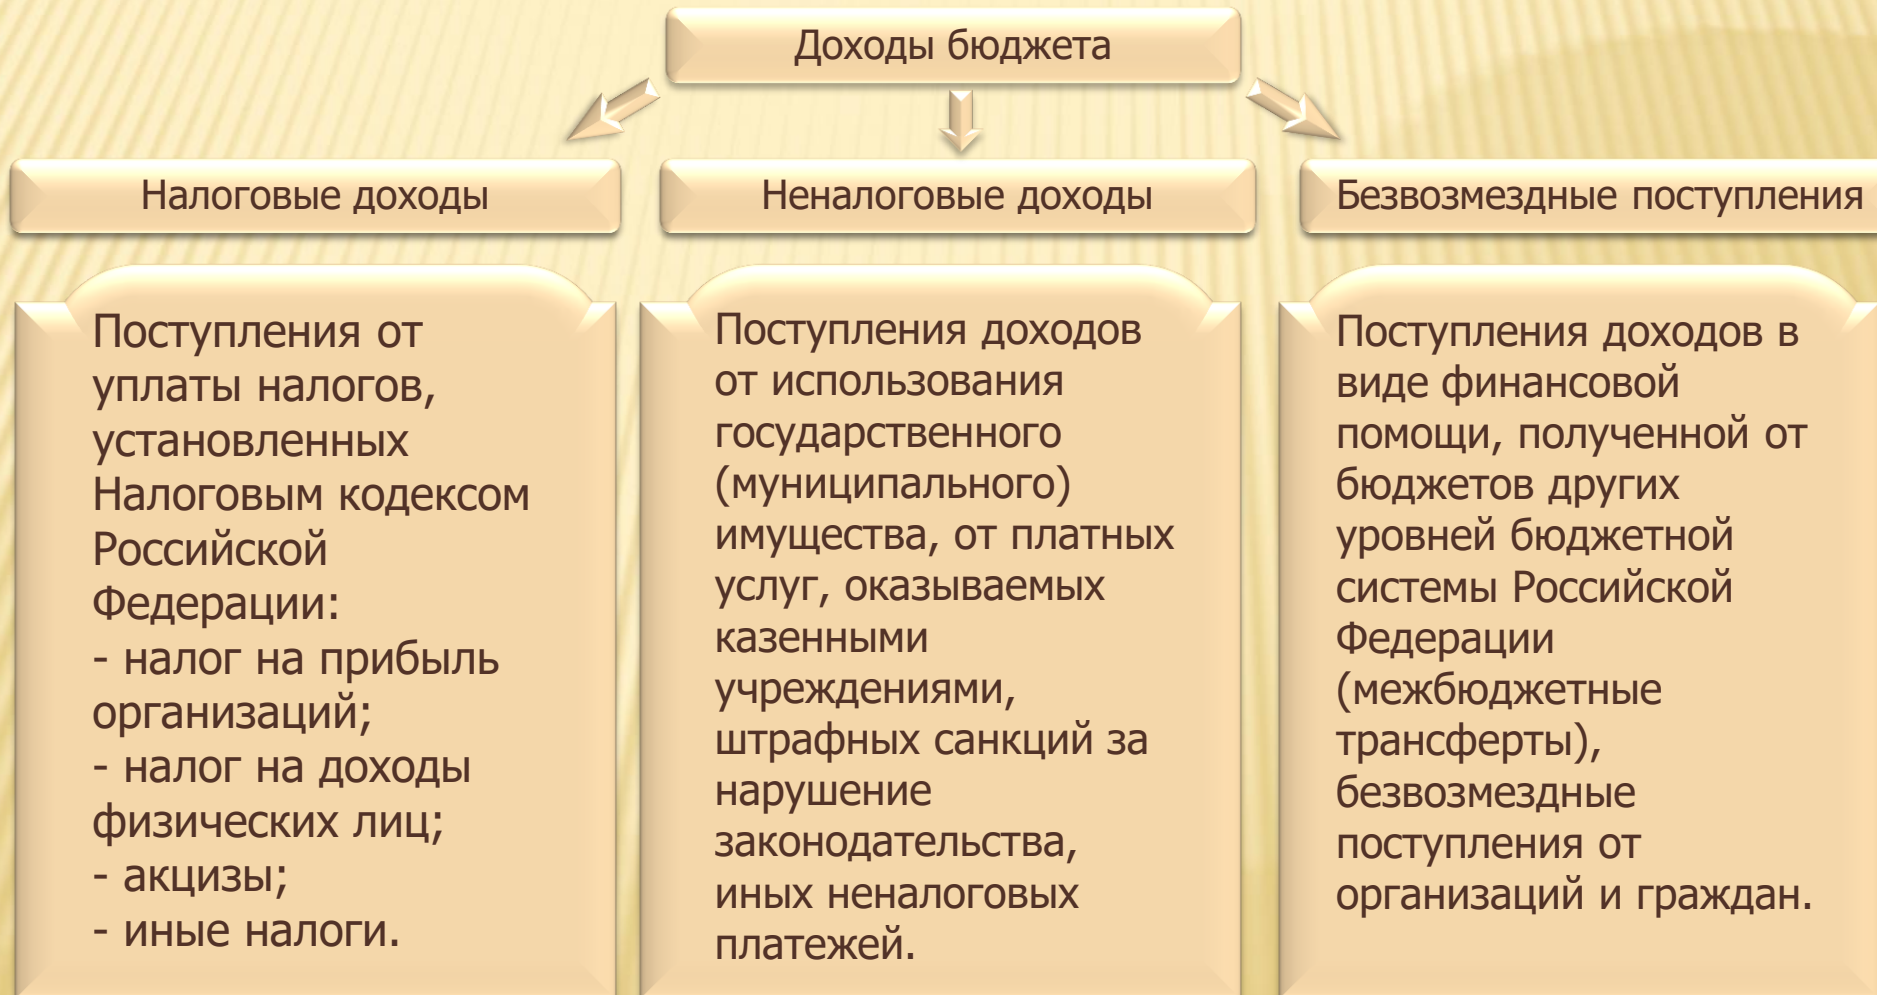 Доходы бюджета
Налоговые доходы
Неналоговые доходы
Безвозмездные поступления
Поступления от
уплаты налогов,
установленных
Налоговым кодексом
Российской
Федерации:
- налог на прибыль
организаций;
- налог на доходы
физических лиц;
- акцизы;
- иные налоги.
Поступления доходов
от использования
государственного
(муниципального)
имущества, от платных
услуг, оказываемых
казенными
учреждениями,
штрафных санкций за
нарушение
законодательства,
иных неналоговых
платежей.
Поступления доходов в
виде финансовой
помощи, полученной от
бюджетов других
уровней бюджетной
системы Российской
Федерации
(межбюджетные
трансферты),
безвозмездные
поступления от
организаций и граждан.